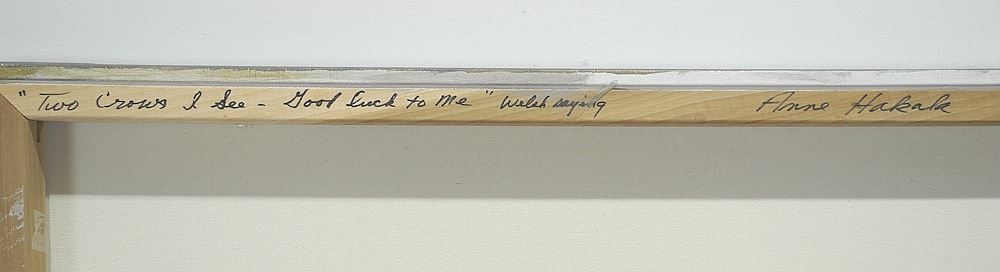 "Two Crows I See - Good luck to Me" Welsh saying Anne Hakala